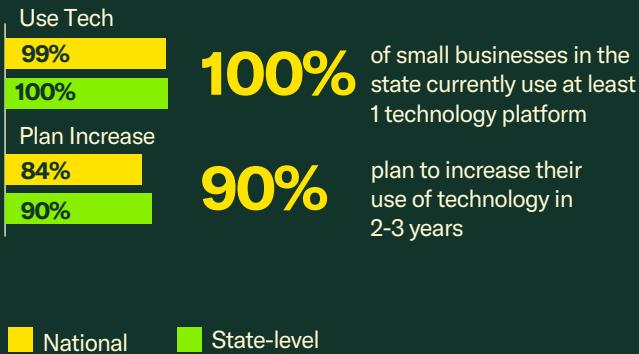 Use Tech
99%
100%
100%
of small businesses in the
state currently use at least
1 technology platform
Plan Increase
84%
90%
90%
plan to increase their
use of technology in
2-3 years
National
State-level